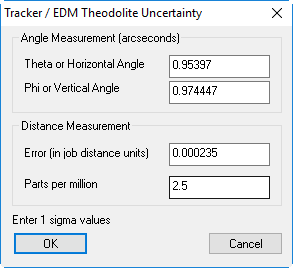 Tracker / EDM Theodolite Uncertainty
Angle Measurement (arcseconds)
Theta or Horizontal Angle 0.95397
Phi or Vertical Angle 0.974447
Distance Measurement
Error (in job distance units) 0.000235
Parts per million 2.5
Enter 1 sigma values
OK Cancel